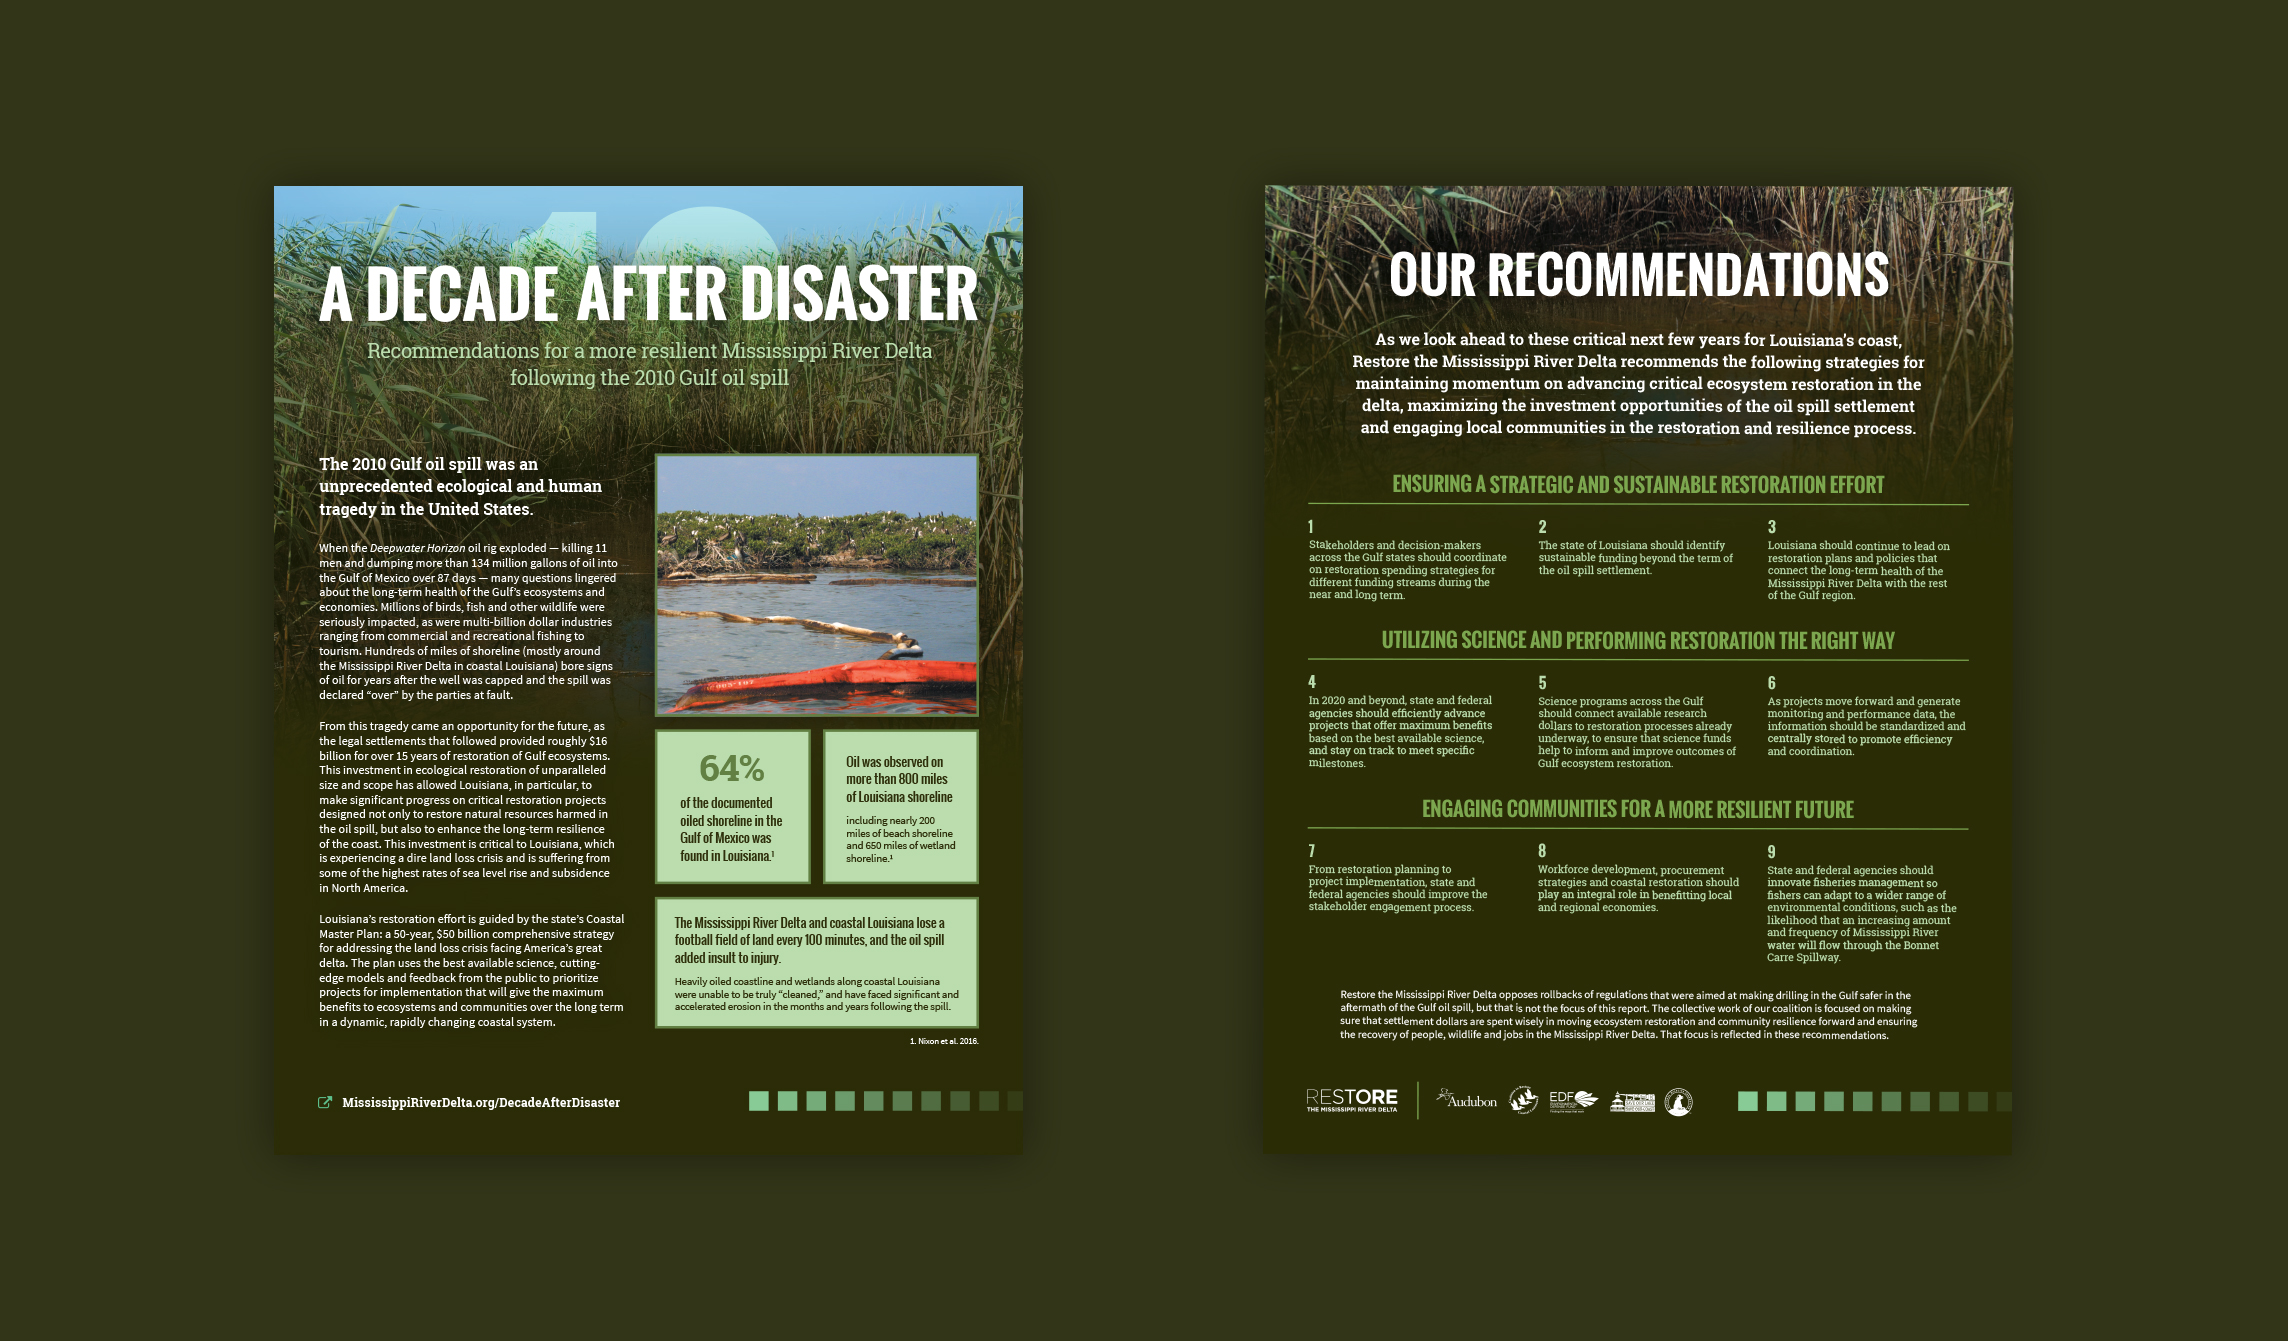 10
A DECADE AFTER DISASTER
Recommendations for a more resilient Mississippi River Delta
following the 2010 Gulf oil spill
The 2010 Gulf oil spill was an
unprecedented ecological and human
tragedy in the United States.
When the Deepwater Horizon oil rig exploded — killing 11
men and dumping more than 134 million gallons of oil into
the Gulf of Mexico over 87 days — many questions lingered
about the long-term health of the Gulf's ecosystems and
economies. Millions of birds, fish and other wildlife were
seriously impacted, as were multi-billion dollar industries
ranging from commercial and recreational fishing to
tourism. Hundreds of miles of shoreline (mostly around
the Mississippi River Delta in coastal Louisiana) bore signs
of oil for years after the well was capped and the spill was
declared “over” by the parties at fault.
From this tragedy came an opportunity for the future, as
the legal settlements that followed provided roughly $16
billion for over 15 years of restoration of Gulf ecosystems.
This investment in ecological restoration of unparalleled
size and scope has allowed Louisiana, in particular, to
make significant progress on critical restoration projects
designed not only to restore natural resources harmed in
the oil spill, but also to enhance the long-term resilience
of the coast. This investment is critical to Louisiana, which
is experiencing a dire land loss crisis and is suffering from
some of the highest rates of sea level rise and subsidence
in North America.
Louisiana's restoration effort is guided by the state's Coastal
Master Plan: a 50-year, $50 billion comprehensive strategy
for addressing the land loss crisis facing America's great
delta. The plan uses the best available science, cutting-
edge models and feedback from the public to prioritize
projects for implementation that will give the maximum
benefits to ecosystems and communities over the long term
in a dynamic, rapidly changing coastal system.
64%
of the documented
oiled shoreline in the
Gulf of Mexico was
found in Louisiana.¹
Oil was observed on
more than 800 miles
of Louisiana shoreline
including nearly 200
miles of beach shoreline
and 650 miles of wetland
shoreline.¹
The Mississippi River Delta and coastal Louisiana lose a
football field of land every 100 minutes, and the oil spill
added insult to injury.
Heavily oiled coastline and wetlands along coastal Louisiana
were unable to be truly “cleaned,” and have faced significant and
accelerated erosion in the months and years following the spill.
1. Nixon et al. 2016.
MississippiRiverDelta.org/DecadeAfterDisaster
OUR RECOMMENDATIONS
As we look ahead to these critical next few years for Louisiana's coast,
Restore the Mississippi River Delta recommends the following strategies for
maintaining momentum on advancing critical ecosystem restoration in the
delta, maximizing the investment opportunities of the oil spill settlement
and engaging local communities in the restoration and resilience process.
ENSURING A STRATEGIC AND SUSTAINABLE RESTORATION EFFORT
1
Stakeholders and decision-makers
across the Gulf states should coordinate
on restoration spending strategies for
different funding streams during the
near and long term.
2
The state of Louisiana should identify
sustainable funding beyond the term of
the oil spill settlement.
3
Louisiana should continue to lead on
restoration plans and policies that
connect the long-term health of the
Mississippi River Delta with the rest
of the Gulf region.
UTILIZING SCIENCE AND PERFORMING RESTORATION THE RIGHT WAY
4
In 2020 and beyond, state and federal
agencies should efficiently advance
projects that offer maximum benefits
based on the best available science,
and stay on track to meet specific
milestones.
5
Science programs across the Gulf
should connect available research
dollars to restoration processes already
underway, to ensure that science funds
help to inform and improve outcomes of
Gulf ecosystem restoration.
6
As projects move forward and generate
monitoring and performance data, the
information should be standardized and
centrally stored to promote efficiency
and coordination.
ENGAGING COMMUNITIES FOR A MORE RESILIENT FUTURE
7
From restoration planning to
project implementation, state and
federal agencies should improve the
stakeholder engagement process.
8
Workforce development, procurement
strategies and coastal restoration should
play an integral role in benefitting local
and regional economies.
9
State and federal agencies should
innovate fisheries management so
fishers can adapt to a wider range of
environmental conditions, such as the
likelihood that an increasing amount
and frequency of Mississippi River
water will flow through the Bonnet
Carre Spillway.
Restore the Mississippi River Delta opposes rollbacks of regulations that were aimed at making drilling in the Gulf safer in the
aftermath of the Gulf oil spill, but that is not the focus of this report. The collective work of our coalition is focused on making
sure that settlement dollars are spent wisely in moving ecosystem restoration and community resilience forward and ensuring
the recovery of people, wildlife and jobs in the Mississippi River Delta. That focus is reflected in these recommendations.
RESTORE
THE MISSISSIPPI RIVER DELTA
Audubon
EDF